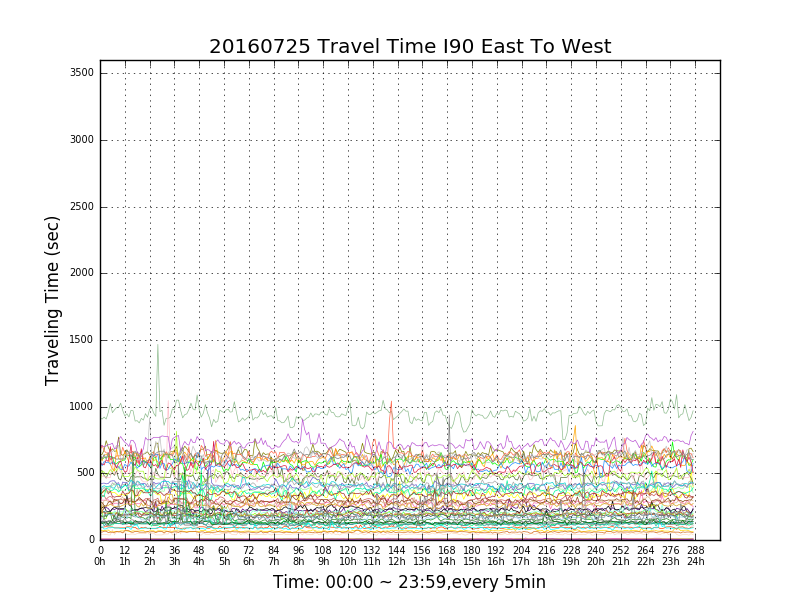 20160725 Travel Time I90 East To West
3500
3000
2500
2000
1500
1000
500
0
Traveling Time (sec)
0 12 24 36 48 60 72 84 96 108 120 132 144 156 168 180 192 204 216 228 240 252 264 276 288
0h 1h 2h 3h 4h 5h 6h 7h 8h 9h 10h 11h 12h 13h 14h 15h 16h 17h 18h 19h 20h 21h 22h 23h 24h
Time: 00:00 ~ 23:59,every 5min